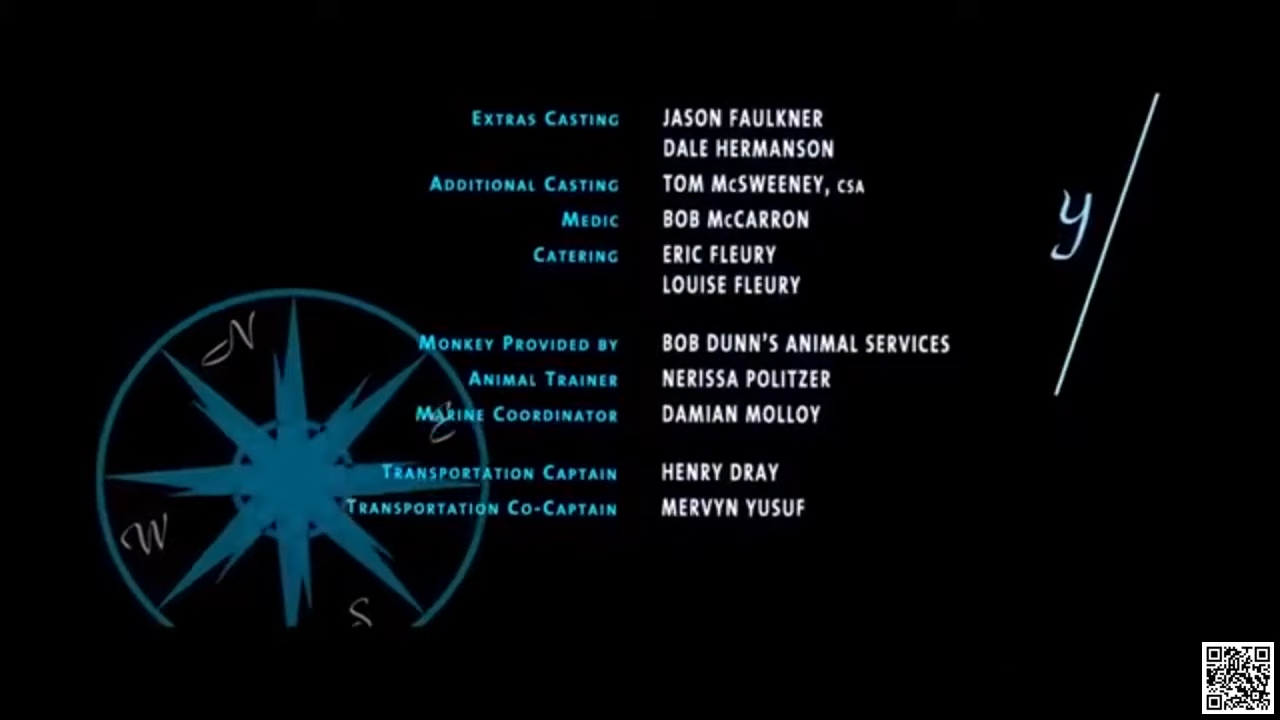 EXTRAS CASTING JASON FAULKNER
DALE HERMANSON
ADDITIONAL CASTING TOM McSWEENEY, CSA
MEDIC BOB McCARRON
CATERING ERIC FLEURY
LOUISE FLEURY
MONKEY PROVIDED BY BOB DUNN'S ANIMAL SERVICES
ANIMAL TRAINER NERISSA POLITZER
MARINE COORDINATOR DAMIAN MOLLOY
TRANSPORTATION CAPTAIN HENRY DRAY
TRANSPORTATION CO-CAPTAIN MERVYN YUSUF
y
N
E
W
S